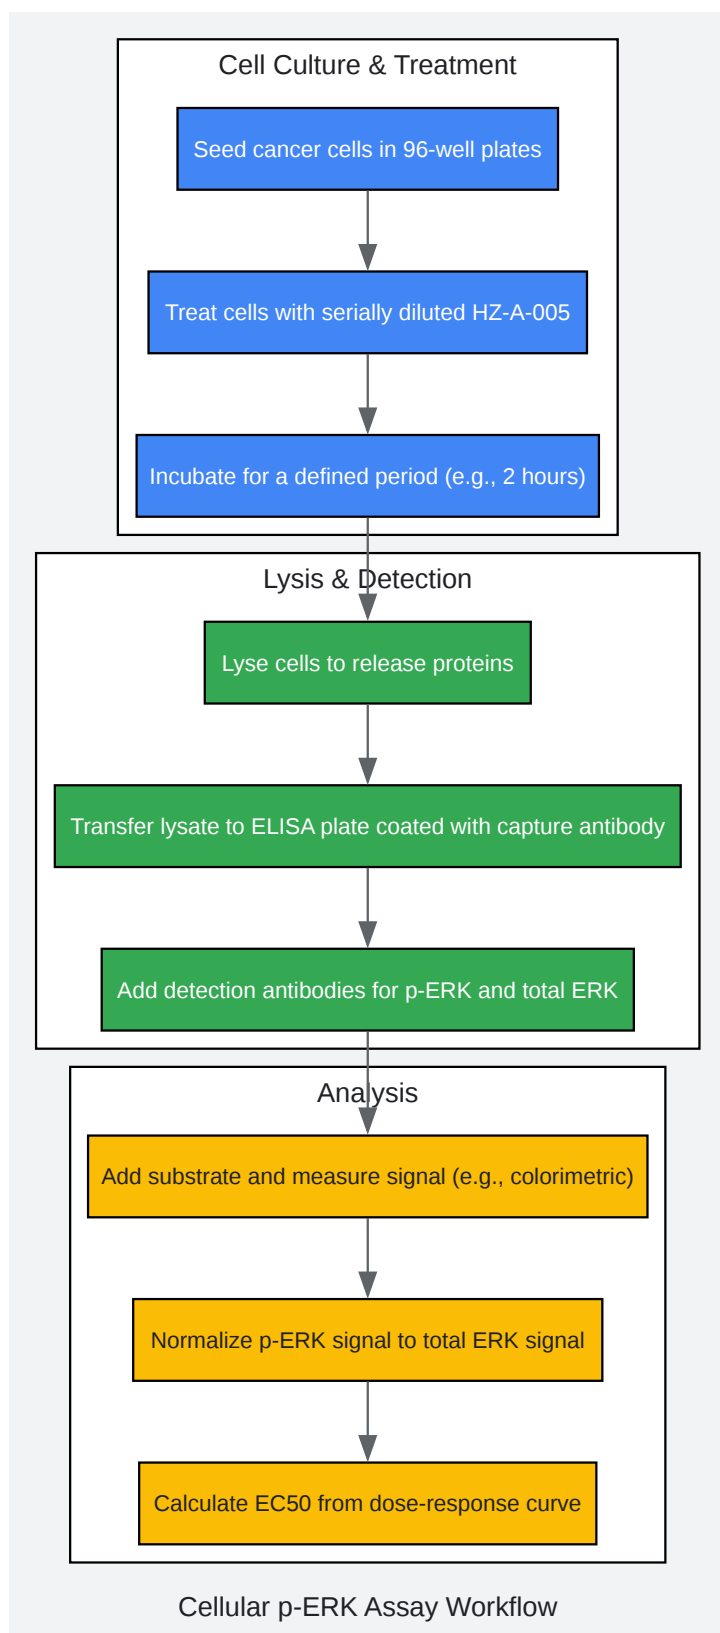 Cell Culture & Treatment
Seed cancer cells in 96-well plates
Treat cells with serially diluted HZ-A-005
Incubate for a defined period (e.g., 2 hours)
Lysis & Detection
Lyse cells to release proteins
Transfer lysate to ELISA plate coated with capture antibody
Add detection antibodies for p-ERK and total ERK
Analysis
Add substrate and measure signal (e.g., colorimetric)
Normalize p-ERK signal to total ERK signal
Calculate EC50 from dose-response curve
Cellular p-ERK Assay Workflow